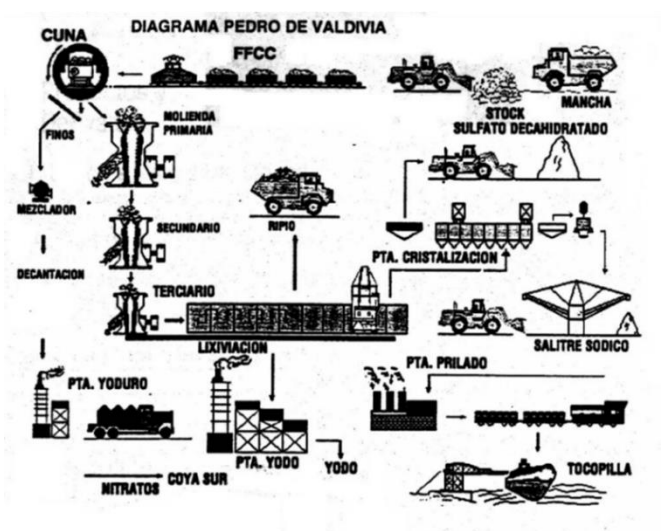 DIAGRAMA PEDRO DE VALDIVIA
CUNA
FFCC
MANCHA
STOCK
SULFATO DECAHIDRATADO
MOLIENDA
PRIMARIA
FINOS
MEZCLADOR
SECUNDARIO
RIPIO
PTA. CRISTALIZACION
DECANTACION
TERCIARIO
LIXIVIACION
SALITRE SODICO
PTA. YODURO
PTA. PRILADO
PTA. YODO
YODO
TOCOPILLA
COYA SUR
NITRATOS